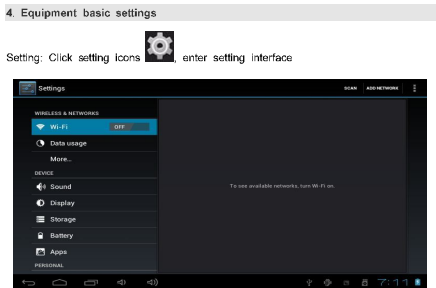 4. Equipment basic settings
Setting: Click setting icons , enter setting interface
Settings SCAN ADD NETWORK
WIRELESS & NETWORKS
Wi-Fi OFF
Data usage
More...
DEVICE
Sound
To see available networks, turn Wi-Fi on.
Display
Storage
Battery
Apps
PERSONAL
7:11